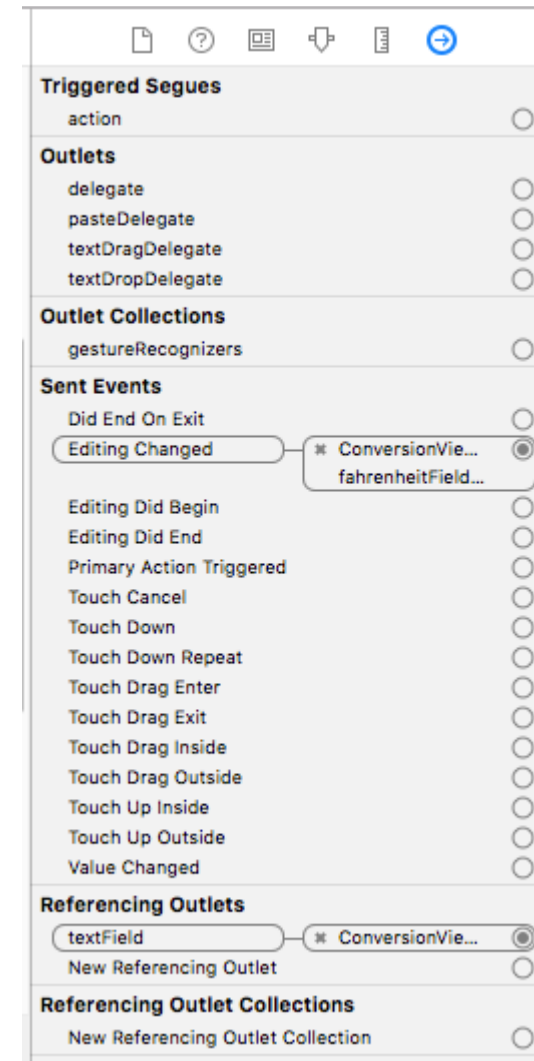 Triggered Segues
action
Outlets
delegate
pasteDelegate
textDragDelegate
textDropDelegate
Outlet Collections
gestureRecognizers
Sent Events
Did End On Exit
Editing Changed
ConversionVie...
fahrenheitField...
Editing Did Begin
Editing Did End
Primary Action Triggered
Touch Cancel
Touch Down
Touch Down Repeat
Touch Drag Enter
Touch Drag Exit
Touch Drag Inside
Touch Drag Outside
Touch Up Inside
Touch Up Outside
Value Changed
Referencing Outlets
textField
ConversionVie...
New Referencing Outlet
Referencing Outlet Collections
New Referencing Outlet Collection